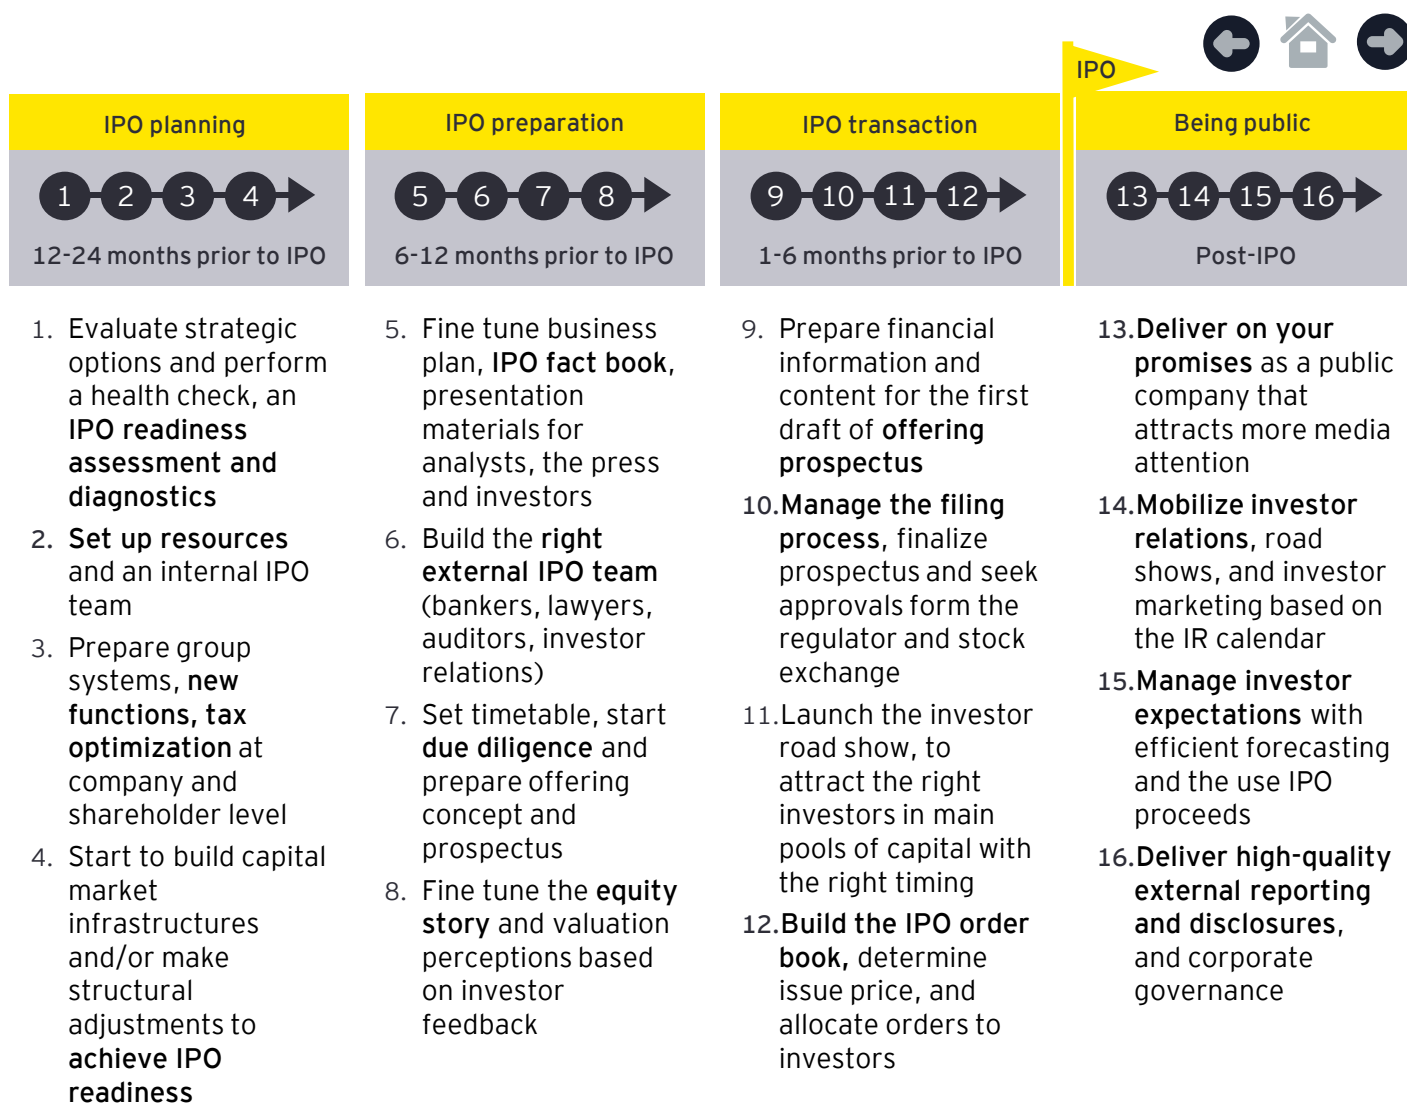 IPO
IPO planning
1 2 3 4
12-24 months prior to IPO
1. Evaluate strategic
options and perform
a health check, an
IPO readiness
assessment and
diagnostics
2. Set up resources
and an internal IPO
team
3. Prepare group
systems, new
functions, tax
optimization at
company and
shareholder level
4. Start to build capital
market
infrastructures
and/or make
structural
adjustments to
achieve IPO
readiness
IPO preparation
5 6 7 8
6-12 months prior to IPO
5. Fine tune business
plan, IPO fact book,
presentation
materials for
analysts, the press
and investors
6. Build the right
external IPO team
(bankers, lawyers,
auditors, investor
relations)
7. Set timetable, start
due diligence and
prepare offering
concept and
prospectus
8. Fine tune the equity
story and valuation
perceptions based
on investor
feedback
IPO transaction
9 10 11 12
1-6 months prior to IPO
9. Prepare financial
information and
content for the first
draft of offering
prospectus
10.Manage the filing
process, finalize
prospectus and seek
approvals form the
regulator and stock
exchange
11.Launch the investor
road show, to
attract the right
investors in main
pools of capital with
the right timing
12.Build the IPO order
book, determine
issue price, and
allocate orders to
investors
Being public
13 14 15 16
Post-IPO
13.Deliver on your
promises as a public
company that
attracts more media
attention
14.Mobilize investor
relations, road
shows, and investor
marketing based on
the IR calendar
15.Manage investor
expectations with
efficient forecasting
and the use IPO
proceeds
16.Deliver high-quality
external reporting
and disclosures,
and corporate
governance